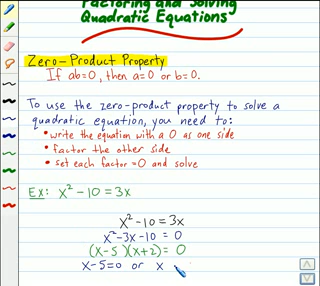 Factoring and Solving
Quadratic Equations
Zero-Product Property
If ab=0, then a=0 or b=0.
To use the zero-product property to solve a
quadratic equation, you need to:
• write the equation with a 0 as one side
• factor the other side
• set each factor =0 and solve
Ex: x²-10=3x
x²-10=3x
x²-3x-10=0
(x-5)(x+2)=0
x-5=0 or x